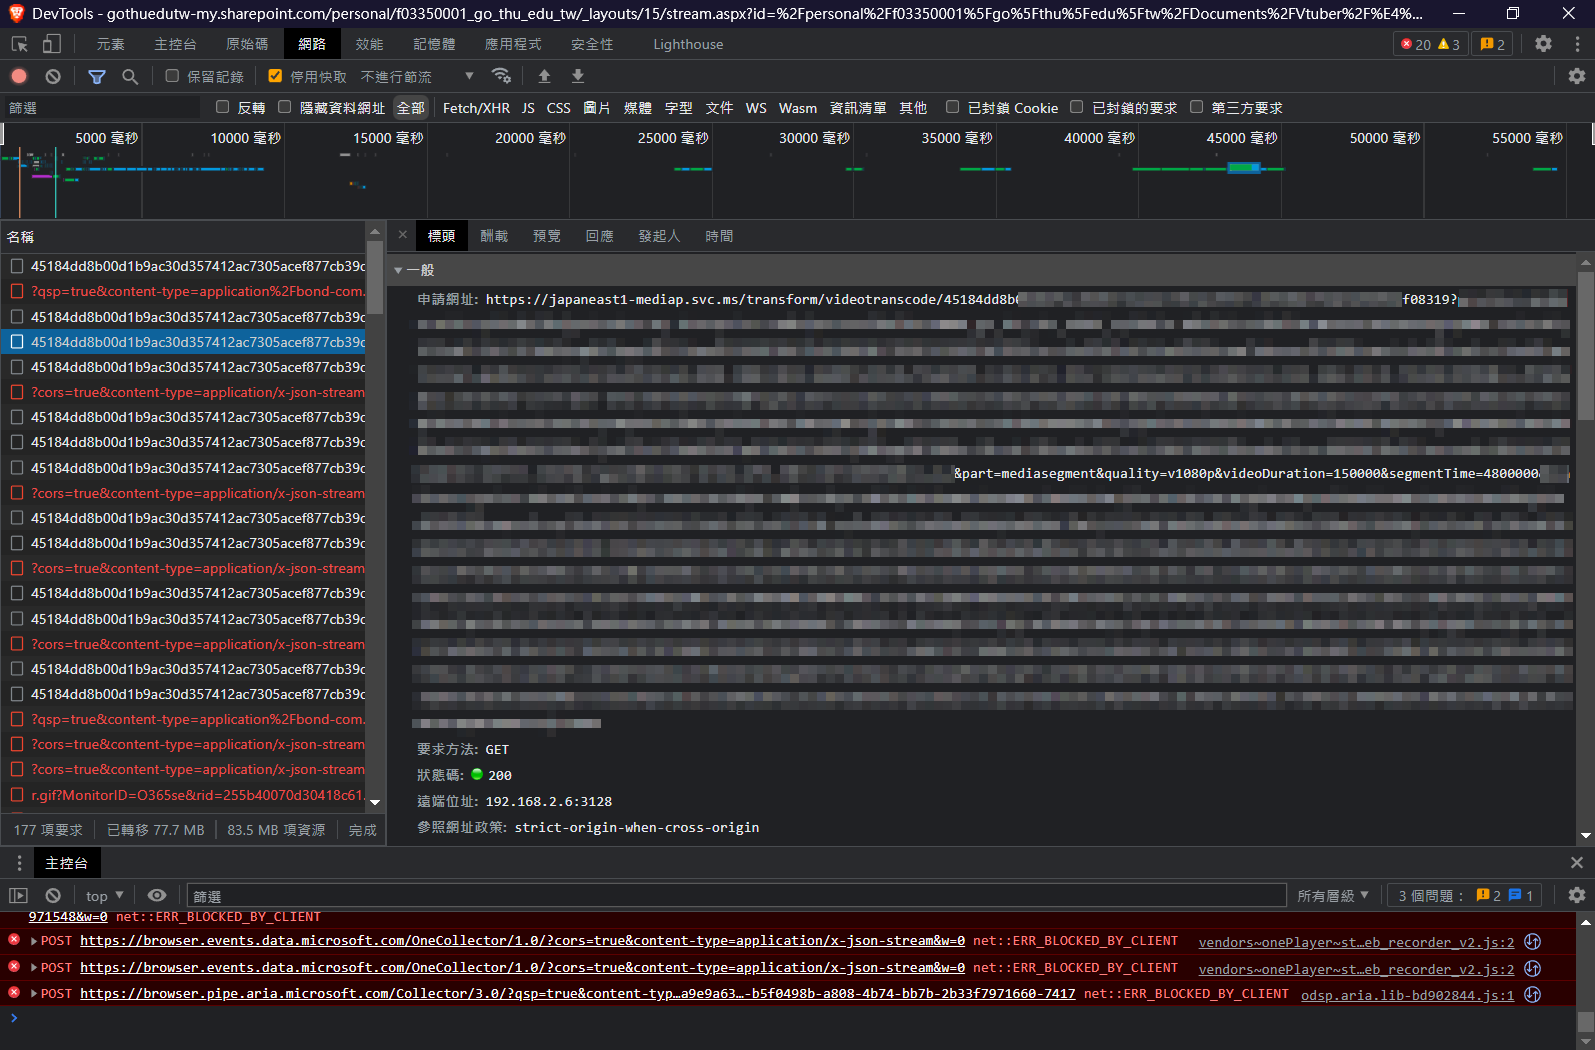 DevTools - gothuedutw-my.sharepoint.com/personal/f03350001_go_thu_edu_tw/_layouts/15/stream.aspx?id=%2Fpersonal%2Ff03350001%5Fgo%5Fthu%5Fedu%5Ftw%2FDocuments%2FVtuber%2F%E4%...
元素 主控台 原始碼 網路 效能 記憶體 應用程式 安全性 Lighthouse 20 3 2
保留記錄 停用快取 不進行節流
篩選 反轉 隱藏資料網址 全部 Fetch/XHR JS CSS 圖片 媒體 字型 文件 WS Wasm 資訊清單 其他 已封鎖 Cookie 已封鎖的要求 第三方要求
5000 毫秒 10000 毫秒 15000 毫秒 20000 毫秒 25000 毫秒 30000 毫秒 35000 毫秒 40000 毫秒 45000 毫秒 50000 毫秒 55000 毫秒
名稱
45184dd8b00d1b9ac30d357412ac7305acef877cb39c
?qsp=true&content-type=application%2Fbond-com.
45184dd8b00d1b9ac30d357412ac7305acef877cb39c
45184dd8b00d1b9ac30d357412ac7305acef877cb39c
45184dd8b00d1b9ac30d357412ac7305acef877cb39c
?cors=true&content-type=application/x-json-stream
45184dd8b00d1b9ac30d357412ac7305acef877cb39c
45184dd8b00d1b9ac30d357412ac7305acef877cb39c
45184dd8b00d1b9ac30d357412ac7305acef877cb39c
?cors=true&content-type=application/x-json-stream
45184dd8b00d1b9ac30d357412ac7305acef877cb39c
45184dd8b00d1b9ac30d357412ac7305acef877cb39c
?cors=true&content-type=application/x-json-stream
45184dd8b00d1b9ac30d357412ac7305acef877cb39c
45184dd8b00d1b9ac30d357412ac7305acef877cb39c
?cors=true&content-type=application/x-json-stream
45184dd8b00d1b9ac30d357412ac7305acef877cb39c
45184dd8b00d1b9ac30d357412ac7305acef877cb39c
?qsp=true&content-type=application%2Fbond-com.
?cors=true&content-type=application/x-json-stream
?cors=true&content-type=application/x-json-stream
r.gif?MonitorID=O365se&rid=255b40070d30418c61
177 項要求 已轉移 77.7 MB 83.5 MB 項資源 完成
標頭 酬載 預覽 回應 發起人 時間
一般
申請網址: https://japaneast1-mediap.svc.ms/transform/videotranscode/45184dd8b f08319?
&part=mediasegment&quality=v1080p&videoDuration=150000&segmentTime=4800000
要求方法: GET
狀態碼: 200
遠端位址: 192.168.2.6:3128
參照網址政策: strict-origin-when-cross-origin
主控台
top 篩選 所有層級 3 個問題： 2 1
971548&w=0 net::ERR_BLOCKED_BY_CLIENT
POST https://browser.events.data.microsoft.com/OneCollector/1.0/?cors=true&content-type=application/x-json-stream&w=0 net::ERR_BLOCKED_BY_CLIENT vendors~onePlayer~st…eb_recorder_v2.js:2
POST https://browser.events.data.microsoft.com/OneCollector/1.0/?cors=true&content-type=application/x-json-stream&w=0 net::ERR_BLOCKED_BY_CLIENT vendors~onePlayer~st…eb_recorder_v2.js:2
POST https://browser.pipe.aria.microsoft.com/Collector/3.0/?qsp=true&content-typ…a9e9a63…-b5f0498b-a808-4b74-bb7b-2b33f7971660-7417 net::ERR_BLOCKED_BY_CLIENT odsp.aria.lib-bd902844.js:1